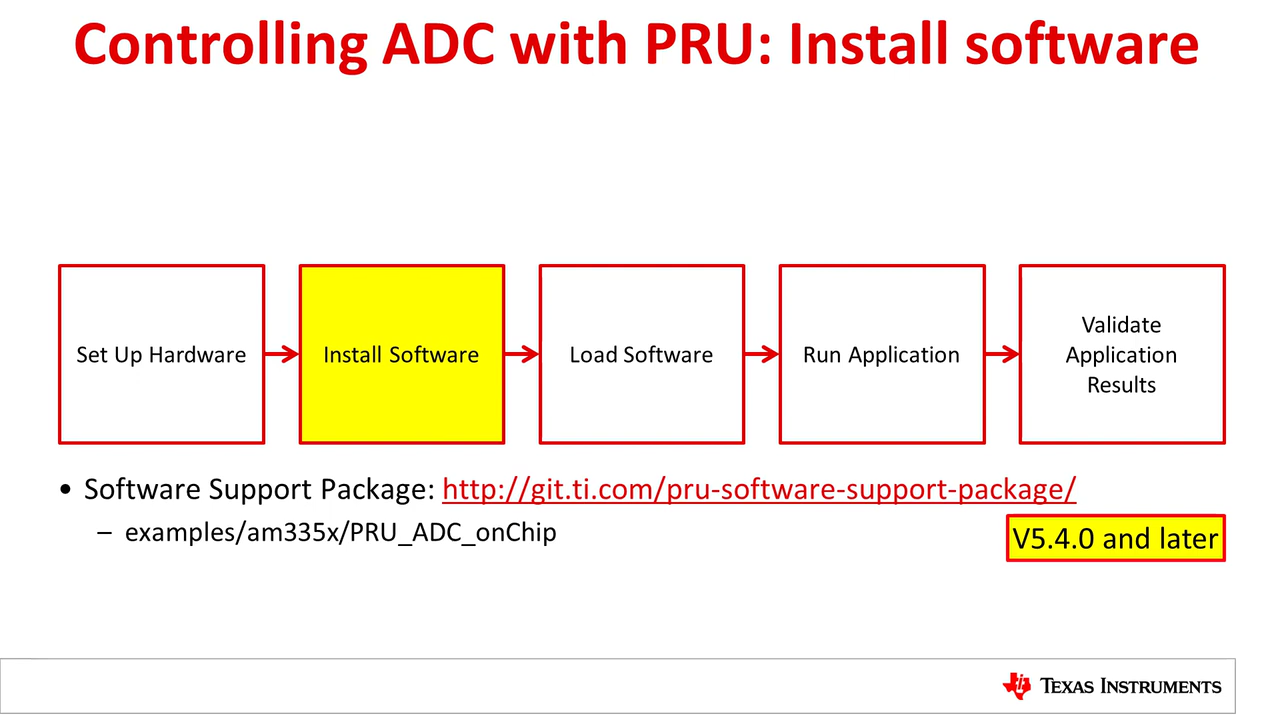 Controlling ADC with PRU: Install software
Set Up Hardware
Install Software
Load Software
Run Application
Validate
Application
Results
• Software Support Package: http://git.ti.com/pru-software-support-package/
– examples/am335x/PRU_ADC_onChip
V5.4.0 and later
TEXAS INSTRUMENTS